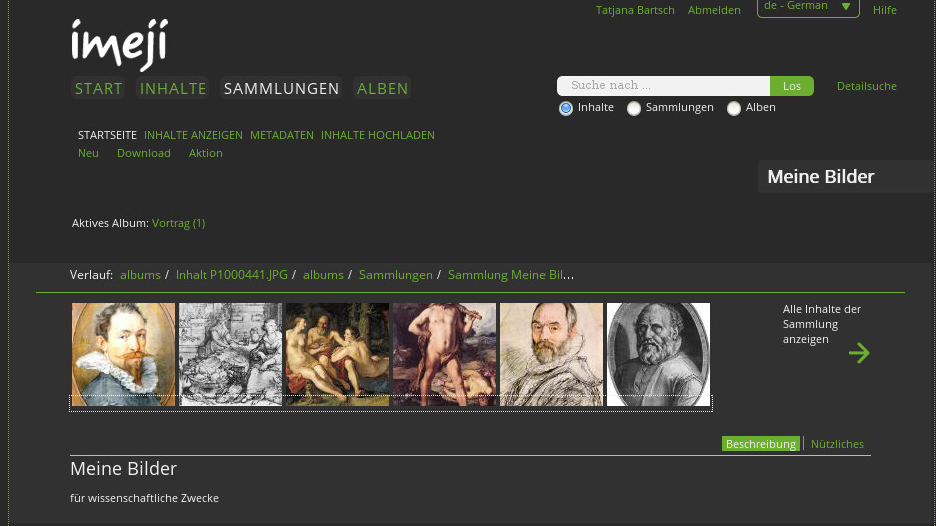 Tatjana Bartsch Abmelden de - German Hilfe
imeji
START INHALTE SAMMLUNGEN ALBEN
Suche nach ... Los Detailsuche
Inhalte Sammlungen Alben
STARTSEITE INHALTE ANZEIGEN METADATEN INHALTE HOCHLADEN
Neu Download Aktion
Meine Bilder
Aktives Album: Vortrag (1)
Verlauf: albums / Inhalt P1000441.JPG / albums / Sammlungen / Sammlung Meine Bil...
Alle Inhalte der
Sammlung
anzeigen
Beschreibung Nützliches
Meine Bilder
für wissenschaftliche Zwecke